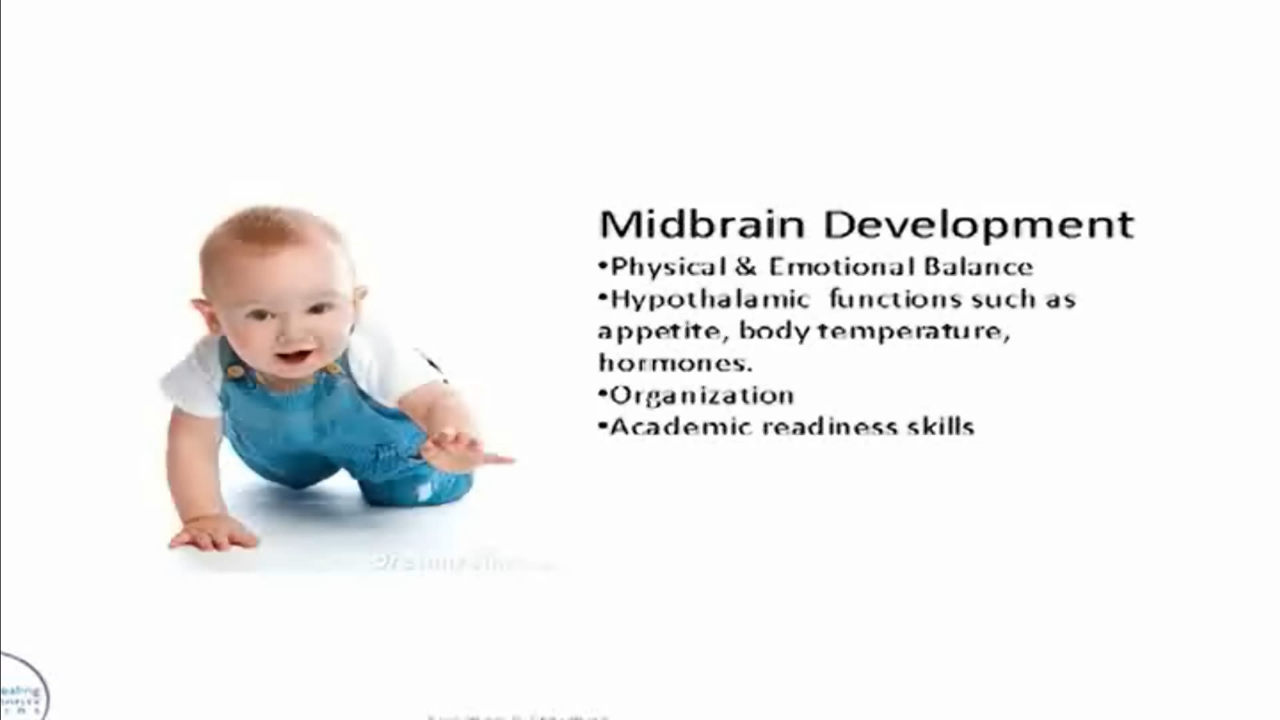 Midbrain Development
•Physical & Emotional Balance
•Hypothalamic functions such as
appetite, body temperature,
hormones.
•Organization
•Academic readiness skills